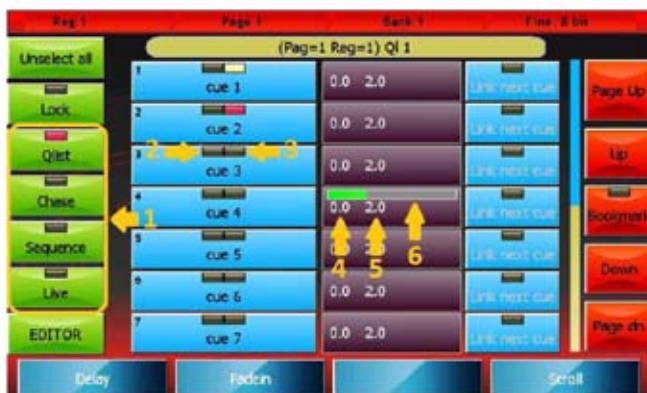 Reg 1 Page 1 Bank 1 Fine: 8 bit
(Pag=1 Reg=1) Ql 1
Unselect all
Lock
Qlist
Chase
Sequence
Live
EDITOR
1
1 cue 1 0.0 2.0 Link next cue
2 cue 2 0.0 2.0 Link next cue
2 3
3 cue 3 0.0 2.0 Link next cue
4 cue 4 0.0 2.0 Link next cue
4 5 6
5 cue 5 Link next cue
6 cue 6 0.0 2.0 Link next cue
7 cue 7 0.0 2.0 Link next cue
Page Up
Up
Bookmark
Down
Page dn
Delay Fadein Scroll